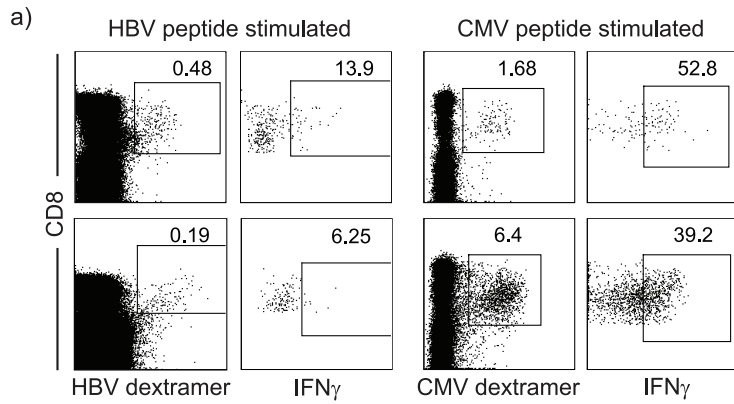 a)
HBV peptide stimulated
CMV peptide stimulated
0.48
13.9
1.68
52.8
CD8
0.19
6.25
6.4
39.2
HBV dextramer
IFNγ
CMV dextramer
IFNγ